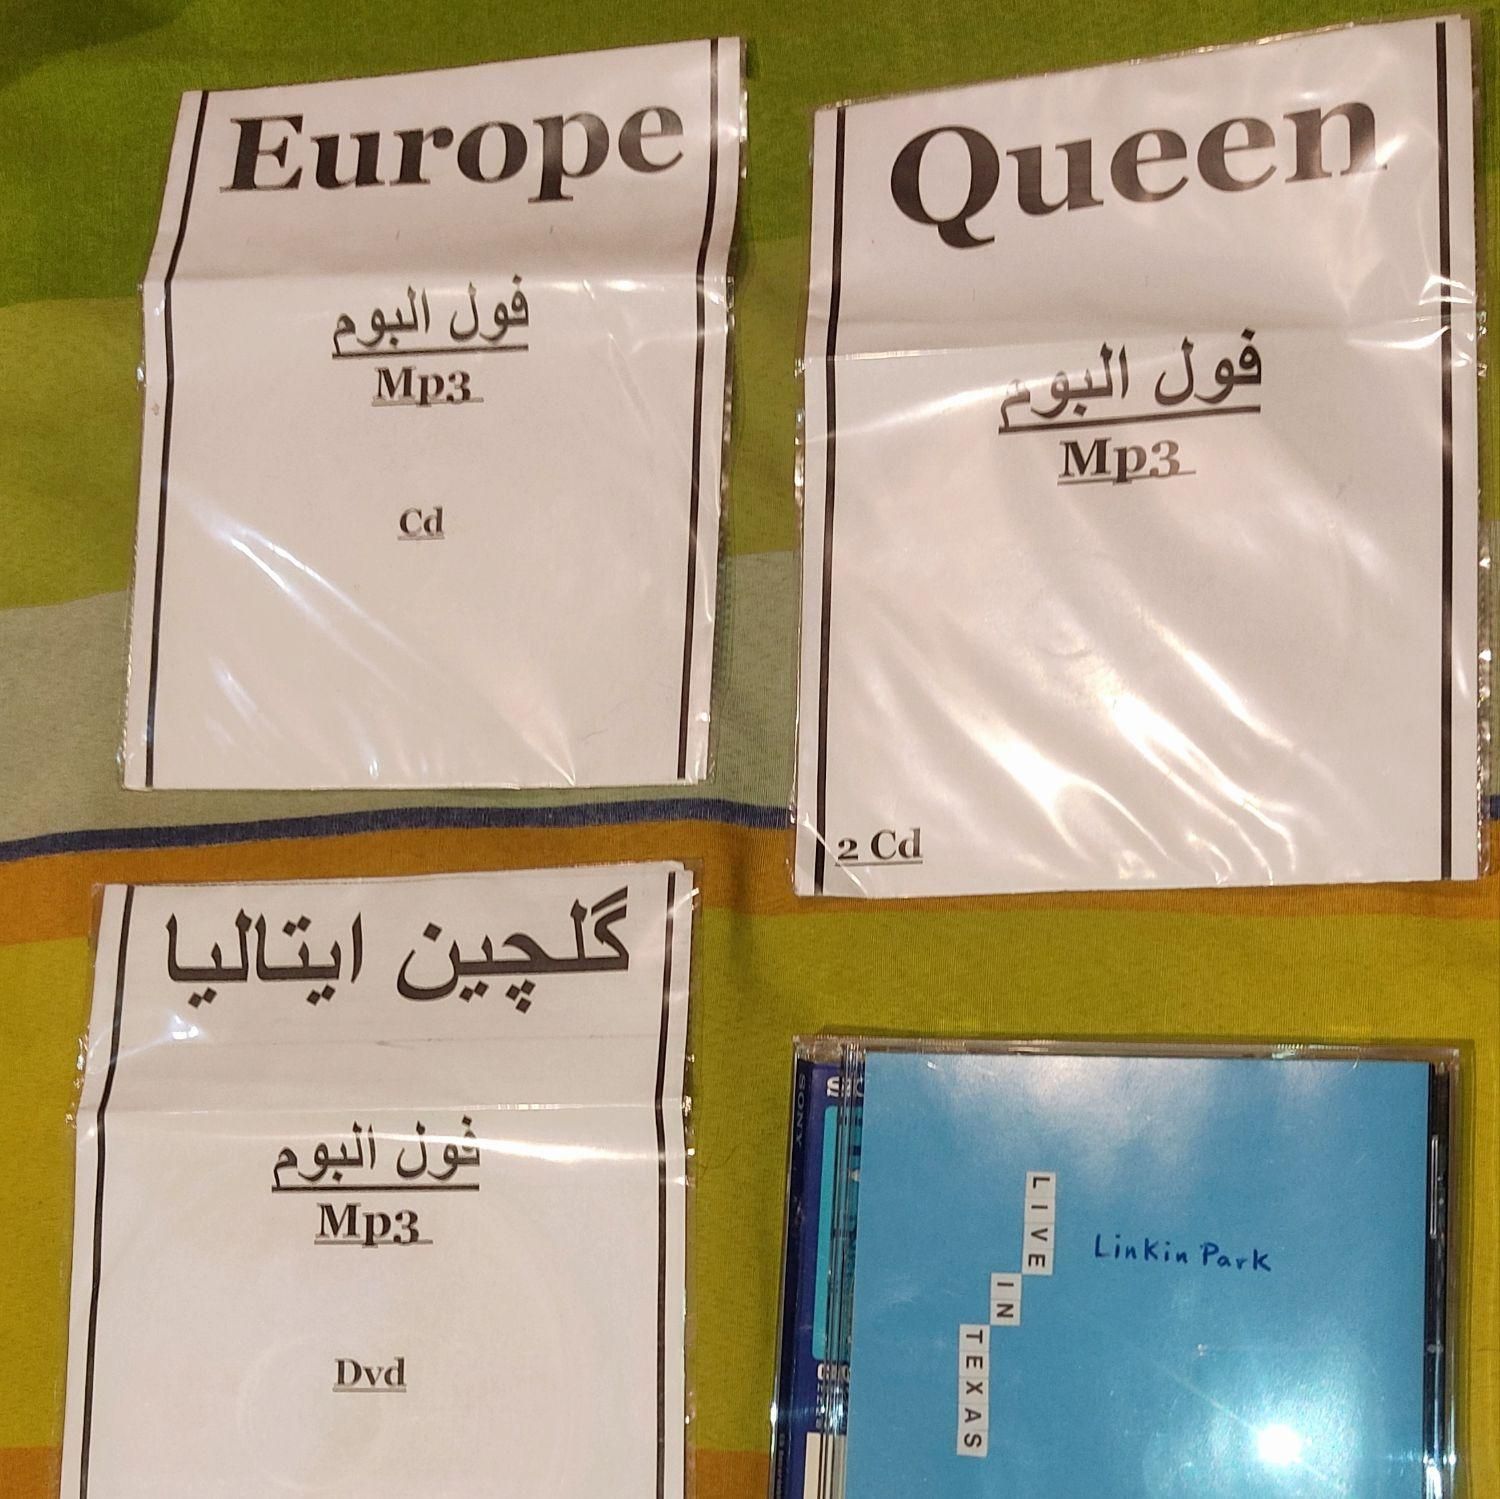 Europe
فول البوم
Mp3
Cd
Queen
فول البوم
Mp3
2 Cd
گلچین ایتالیا
فول البوم
Mp3
Dvd
SONY
LIVE
IN
TEXAS
Linkin Park